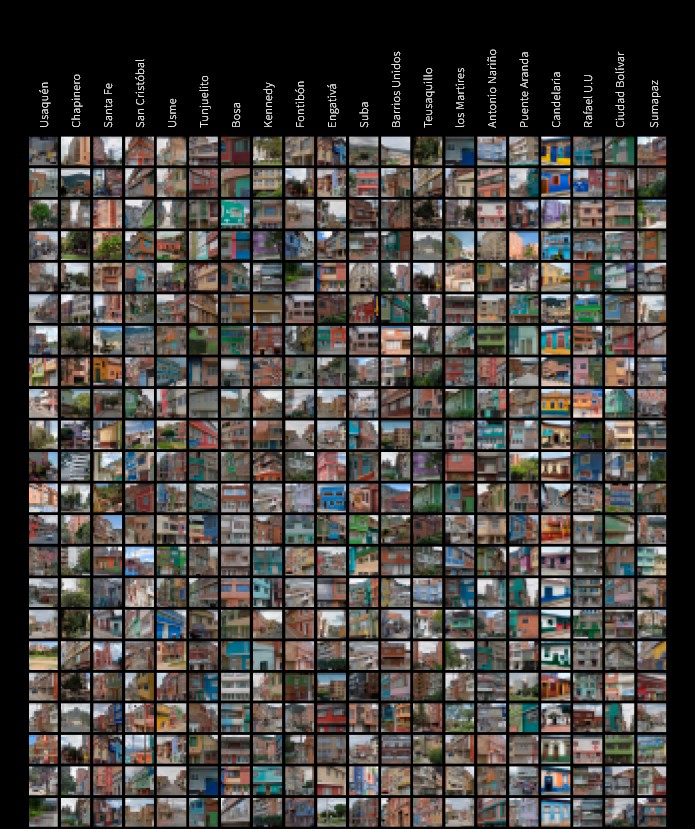 Usaquén
Chapinero
Santa Fe
San Cristóbal
Usme
Tunjuelito
Bosa
Kennedy
Fontibón
Engativá
Suba
Barrios Unidos
Teusaquillo
los Martires
Antonio Nariño
Puente Aranda
Candelaria
Rafael U.U
Ciudad Bolivar
Sumapaz